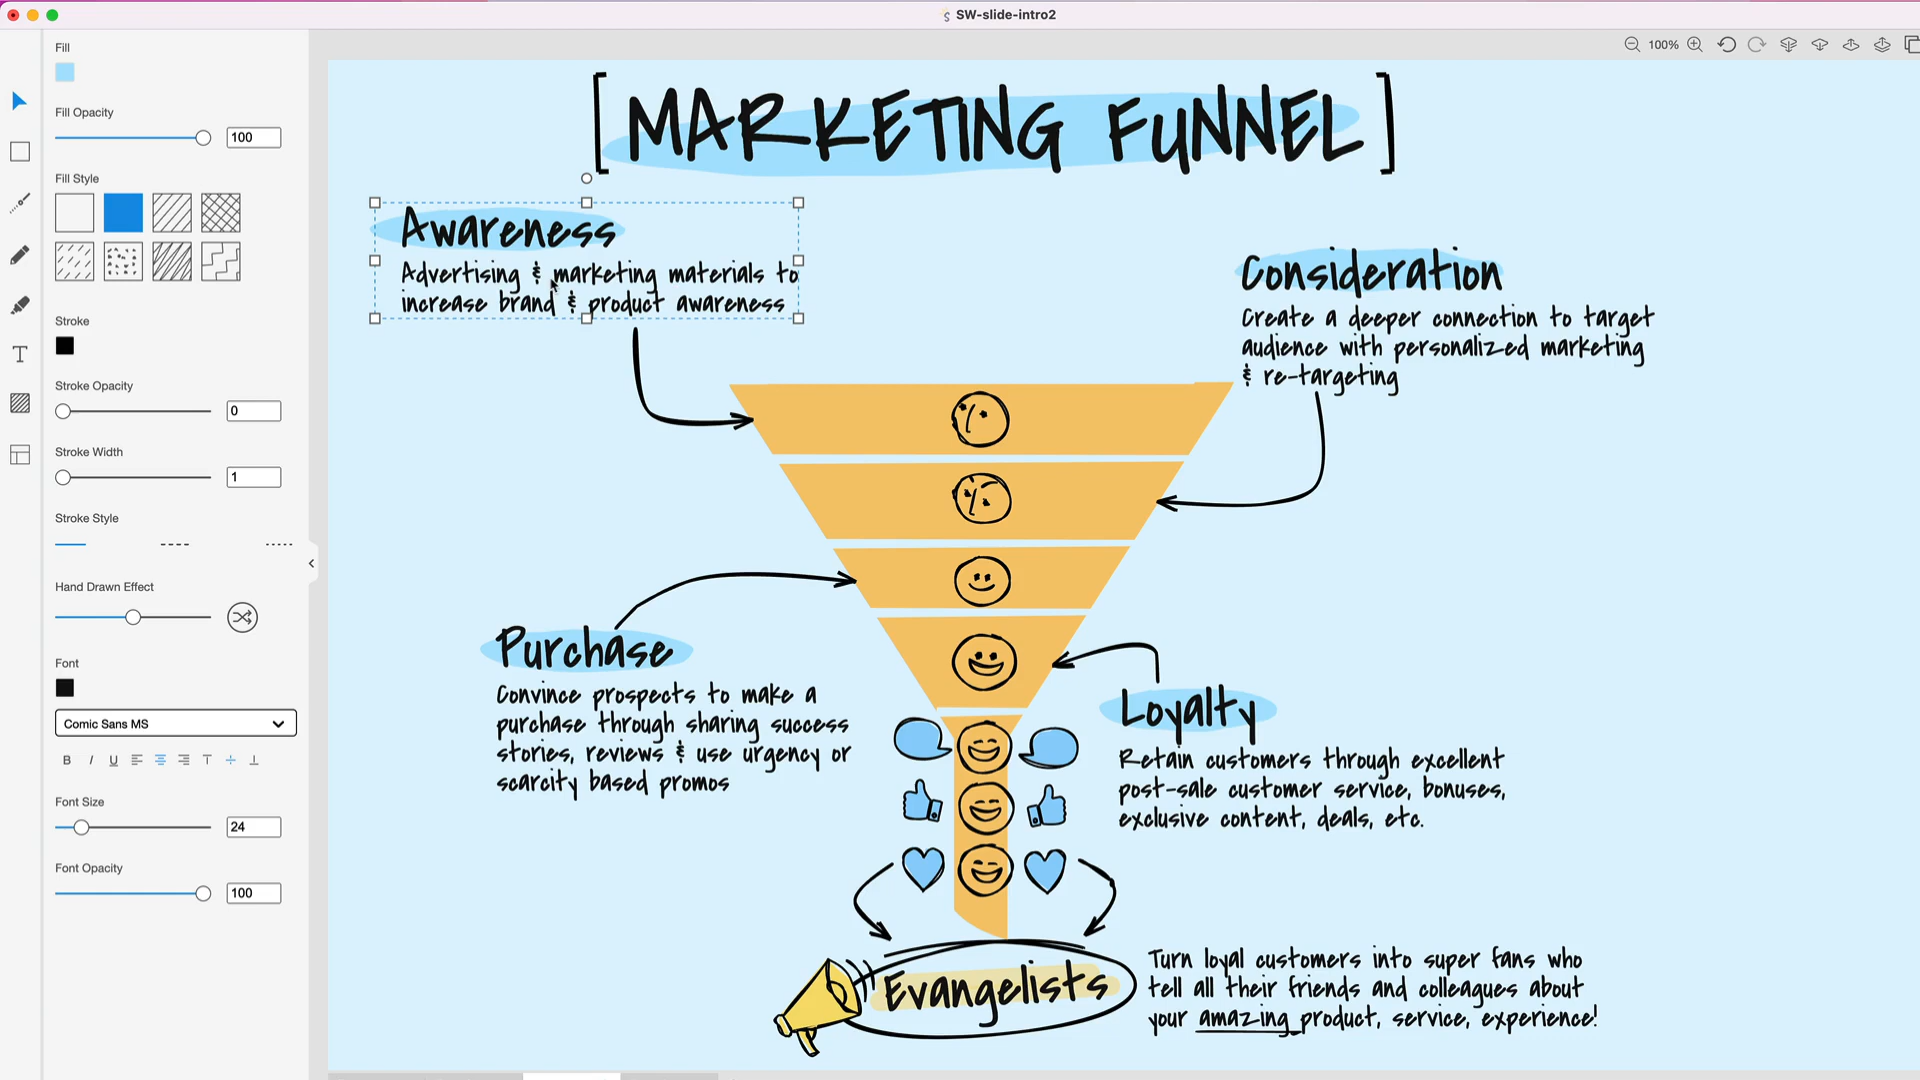 SW-slide-intro2
Fill
Fill Opacity
100
Fill Style
Stroke
Stroke Opacity
0
Stroke Width
1
Stroke Style
Hand Drawn Effect
Font
Comic Sans MS
B I U
Font Size
24
Font Opacity
100
100%
[MARKETING FUNNEL]
Awareness
Advertising & marketing materials to
increase brand & product awareness
Consideration
Create a deeper connection to target
audience with personalized marketing
& re-targeting
Purchase
Convince prospects to make a
purchase through sharing success
stories, reviews & use urgency or
scarcity based promos
Loyalty
Retain customers through excellent
post-sale customer service, bonuses,
exclusive content, deals, etc.
Evangelists
Turn loyal customers into super fans who
tell all their friends and colleagues about
your amazing product, service, experience!